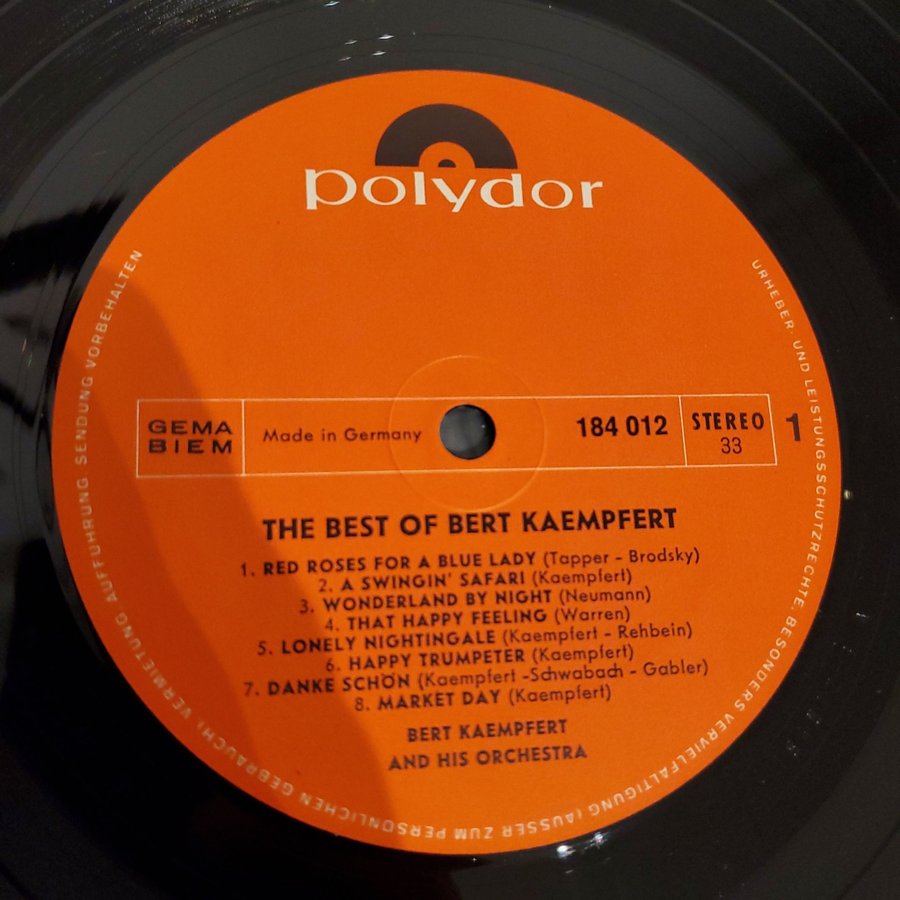 polydor
GEMA
BIEM
Made in Germany
184 012
STEREO
33
1
THE BEST OF BERT KAEMPFERT
1. RED ROSES FOR A BLUE LADY (Tapper - Brodsky)
2. A SWINGIN' SAFARI (Kaempfert)
3. WONDERLAND BY NIGHT (Neumann)
4. THAT HAPPY FEELING (Warren)
5. LONELY NIGHTINGALE (Kaempfert - Rehbein)
6. HAPPY TRUMPETER (Kaempfert)
7. DANKE SCHÖN (Kaempfert -Schwabach - Gabler)
8. MARKET DAY (Kaempfert)
BERT KAEMPFERT
AND HIS ORCHESTRA
URHEBER- UND LEISTUNGSSCHUTZRECHTE, BESONDERS VERVIELFÄLTIGUNG (AUSSER ZUM PERSÖNLICHEN GEBRAUCH), VERMIETUNG AUFFÜHRUNG SENDUNG VORBEHALTEN